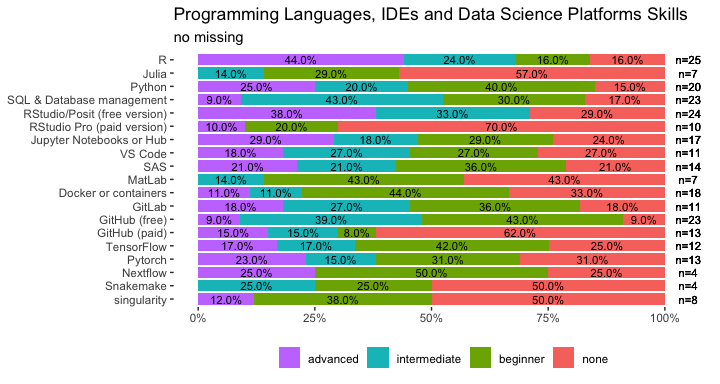 Programming Languages, IDEs and Data Science Platforms Skills
no missing
R 44.0% 24.0% 16.0% 16.0% n=25
Julia 14.0% 29.0% 57.0% n=7
Python 25.0% 20.0% 40.0% 15.0% n=20
SQL & Database management 9.0% 43.0% 30.0% 17.0% n=23
RStudio/Posit (free version) 38.0% 33.0% 29.0% n=24
RStudio Pro (paid version) 10.0% 20.0% 70.0% n=10
Jupyter Notebooks or Hub 29.0% 18.0% 29.0% 24.0% n=17
VS Code 18.0% 27.0% 27.0% 27.0% n=11
SAS 21.0% 21.0% 36.0% 21.0% n=14
MatLab 14.0% 43.0% 43.0% n=7
Docker or containers 11.0% 11.0% 44.0% 33.0% n=18
GitLab 18.0% 27.0% 36.0% 18.0% n=11
GitHub (free) 9.0% 39.0% 43.0% 9.0% n=23
GitHub (paid) 15.0% 15.0% 8.0% 62.0% n=13
TensorFlow 17.0% 17.0% 42.0% 25.0% n=12
Pytorch 23.0% 15.0% 31.0% 31.0% n=13
Nextflow 25.0% 50.0% 25.0% n=4
Snakemake 25.0% 25.0% 50.0% n=4
singularity 12.0% 38.0% 50.0% n=8
0% 25% 50% 75% 100%
advanced intermediate beginner none